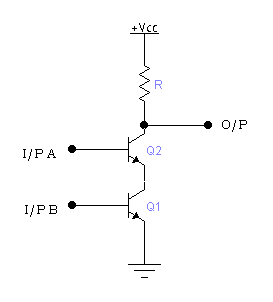 +Vcc
R
O/P
I/P A
Q2
I/P B
Q1